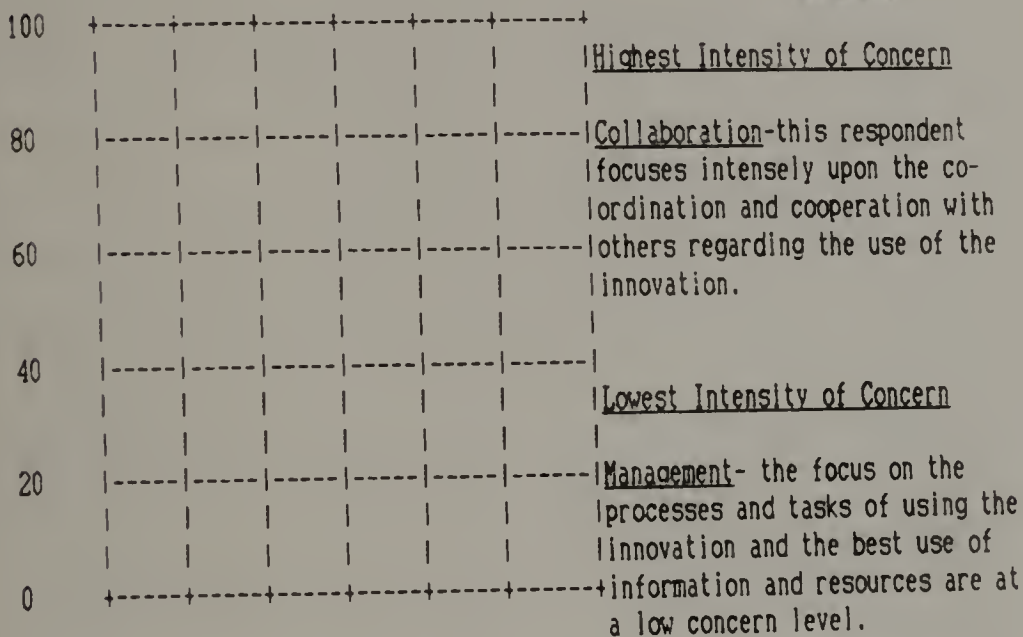 100
Highest Intensity of Concern
80
Collaboration-this respondent
focuses intensely upon the co-
ordination and cooperation with
60
others regarding the use of the
innovation.
40
Lowest Intensity of Concern
20
Management- the focus on the
processes and tasks of using the
innovation and the best use of
0
information and resources are at
a low concern level.